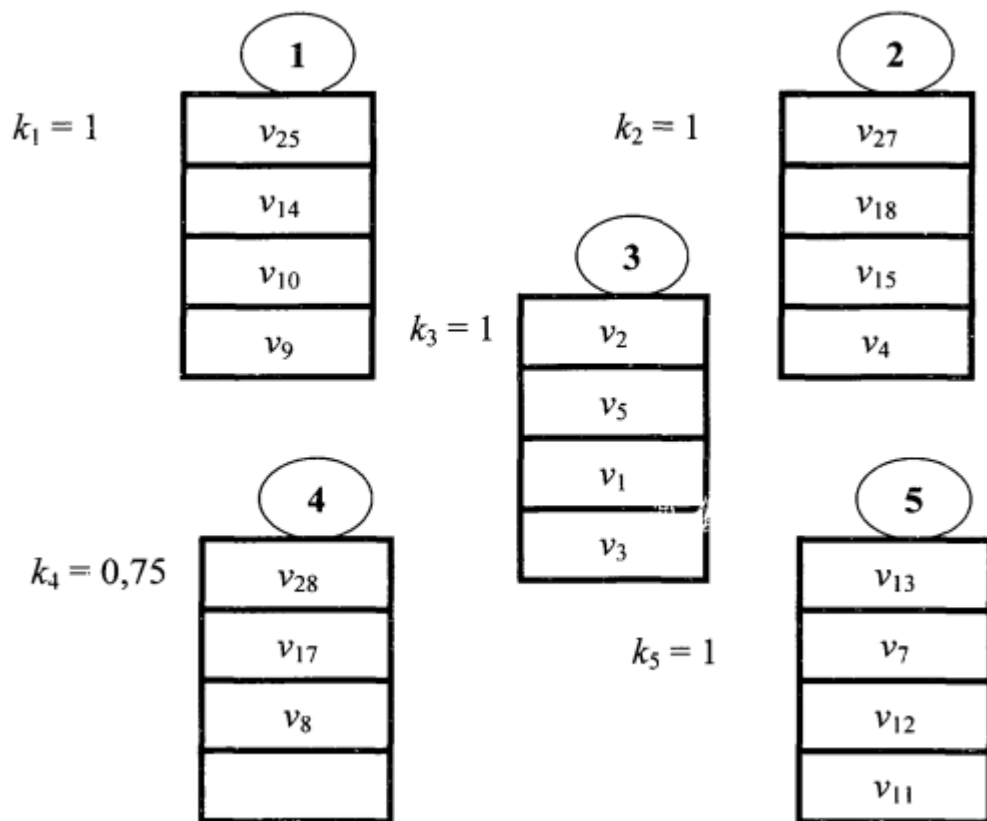 1
k₁ = 1
v₂₅
v₁₄
v₁₀
v₉
2
k₂ = 1
v₂₇
v₁₈
v₁₅
v₄
3
k₃ = 1
v₂
v₅
v₁
v₃
4
k₄ = 0,75
v₂₈
v₁₇
v₈
5
k₅ = 1
v₁₃
v₇
v₁₂
v₁₁